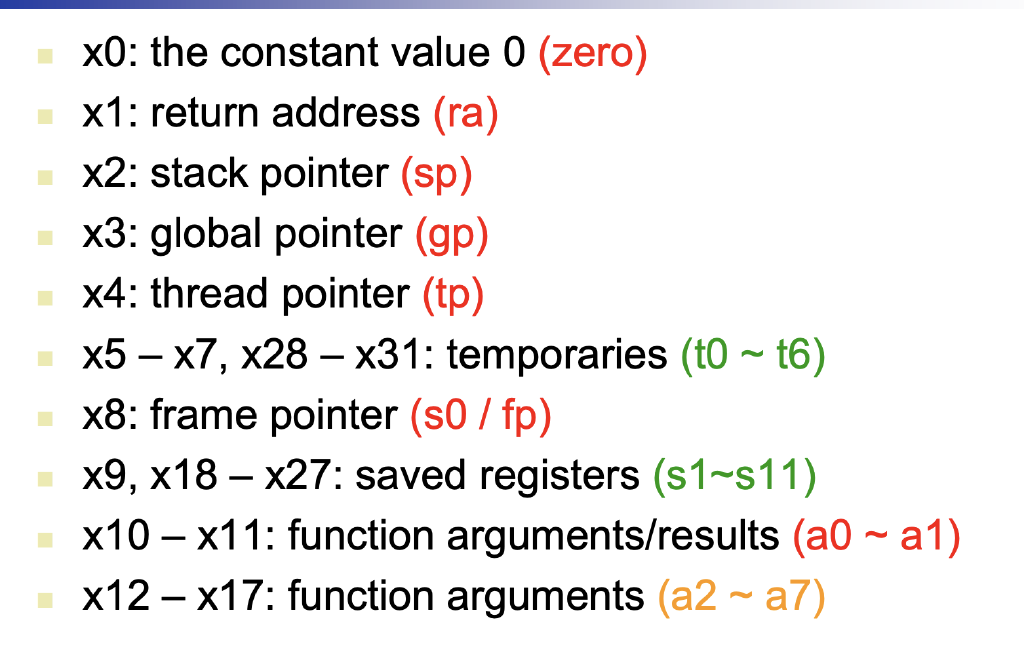 x0: the constant value 0 (zero)
x1: return address (ra)
x2: stack pointer (sp)
x3: global pointer (gp)
x4: thread pointer (tp)
x5 – x7, x28 – x31: temporaries (t0 ~ t6)
x8: frame pointer (s0 / fp)
x9, x18 – x27: saved registers (s1~s11)
x10 – x11: function arguments/results (a0 ~ a1)
x12 – x17: function arguments (a2 ~ a7)